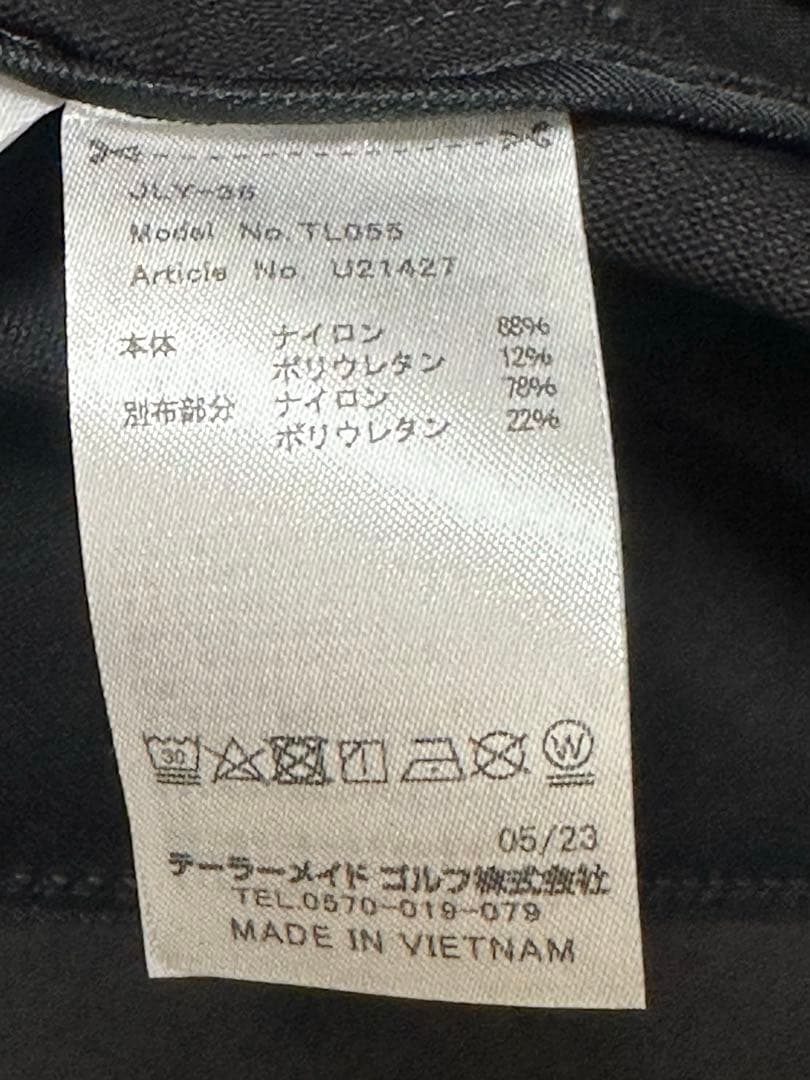 JLY-36
Model No. TL055
Article No. U21427
本体 ナイロン 88%
ポリウレタン 12%
別布部分 ナイロン 78%
ポリウレタン 22%
30
W
05/23
テーラーメイド ゴルフ株式会社
TEL.0570-019-079
MADE IN VIETNAM